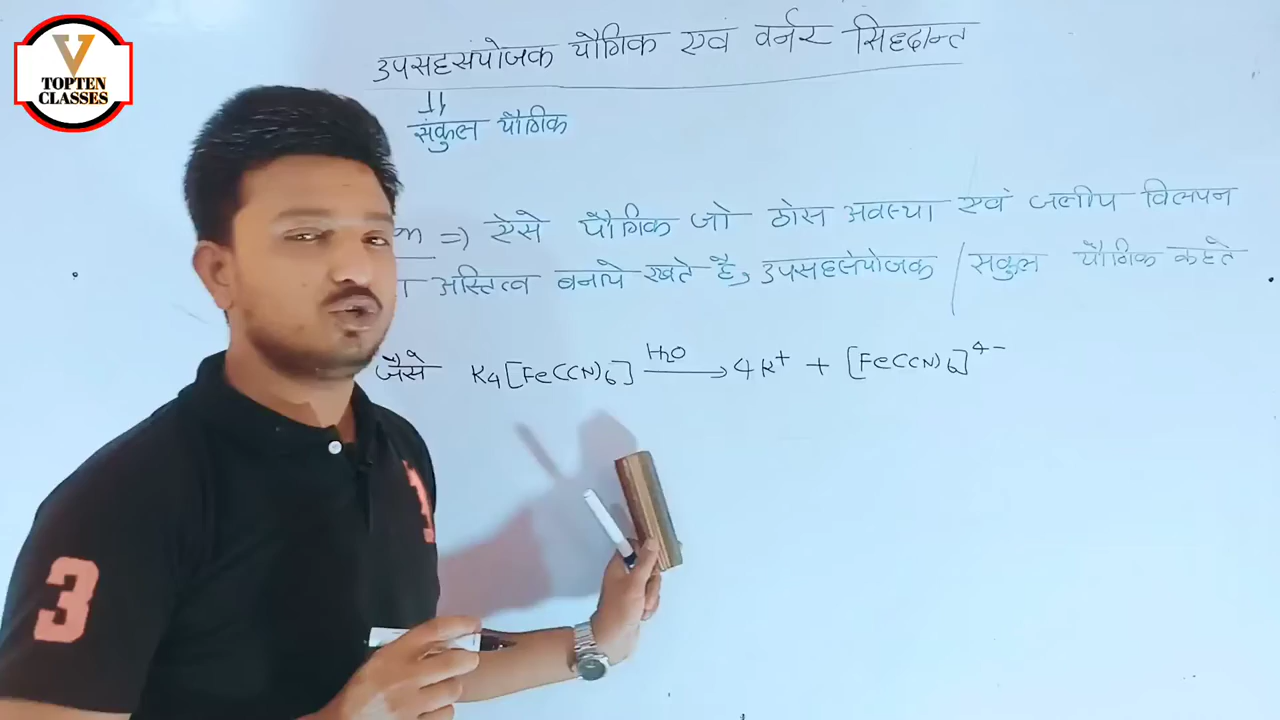 TOPTEN
CLASSES
उपसहसंयोजक यौगिक एवं वर्नर सिद्दान्त
संकुल यौगिक
=) ऐसे यौगिक जो ठोस अवस्था एवं जलीय विलयन
अस्तित्व बनाये रखते है, उपसहसंयोजक / संकुल यौगिक कहते
जैसे K4[Fe(CN)6] H2O → 4K+ + [Fe(CN)6]4-
3